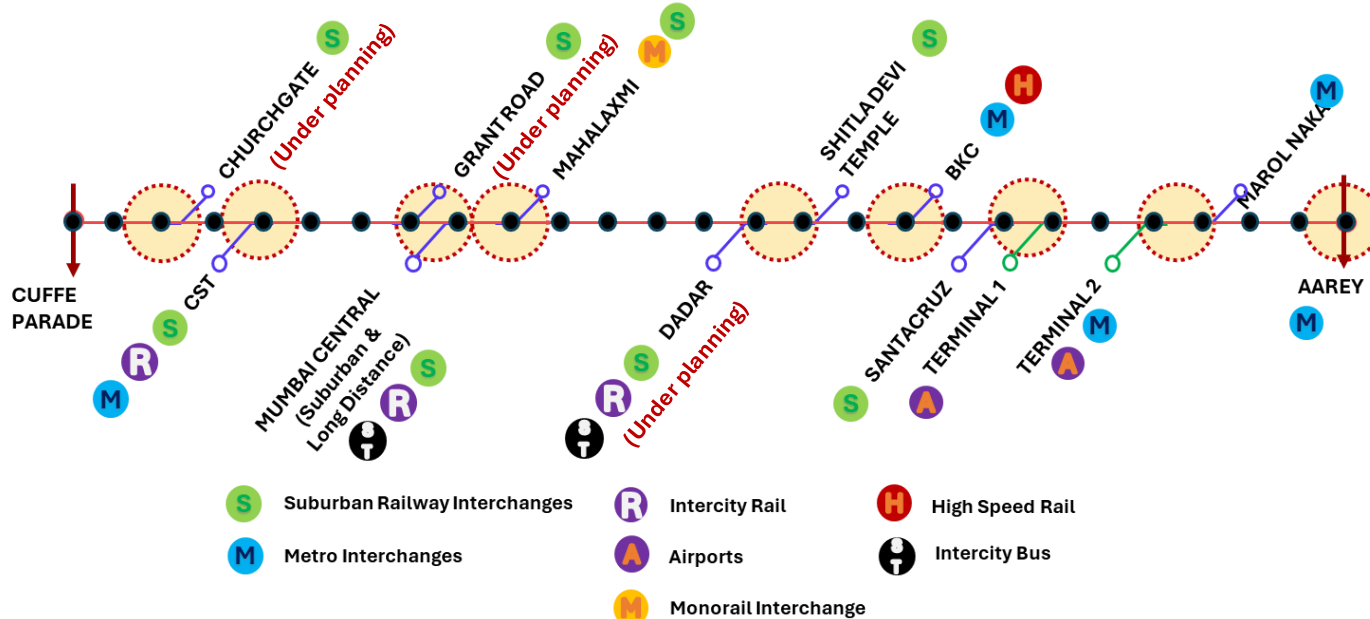 CHURCHGATE
S
(Under planning)
GRANT ROAD
S
(Under planning)
MAHALAXMI
M
S
SHITLA DEVI
TEMPLE
S
BKC
M
H
MAROL NAKA
M
CUFFE
PARADE
CST
S
R
M
MUMBAI CENTRAL
(Suburban &
Long Distance)
S
R
S
T
DADAR
(Under planning)
S
R
S
T
SANTACRUZ
S
TERMINAL 1
A
TERMINAL 2
M
A
AAREY
M
S Suburban Railway Interchanges
M Metro Interchanges
R Intercity Rail
A Airports
M Monorail Interchange
H High Speed Rail
S
T Intercity Bus